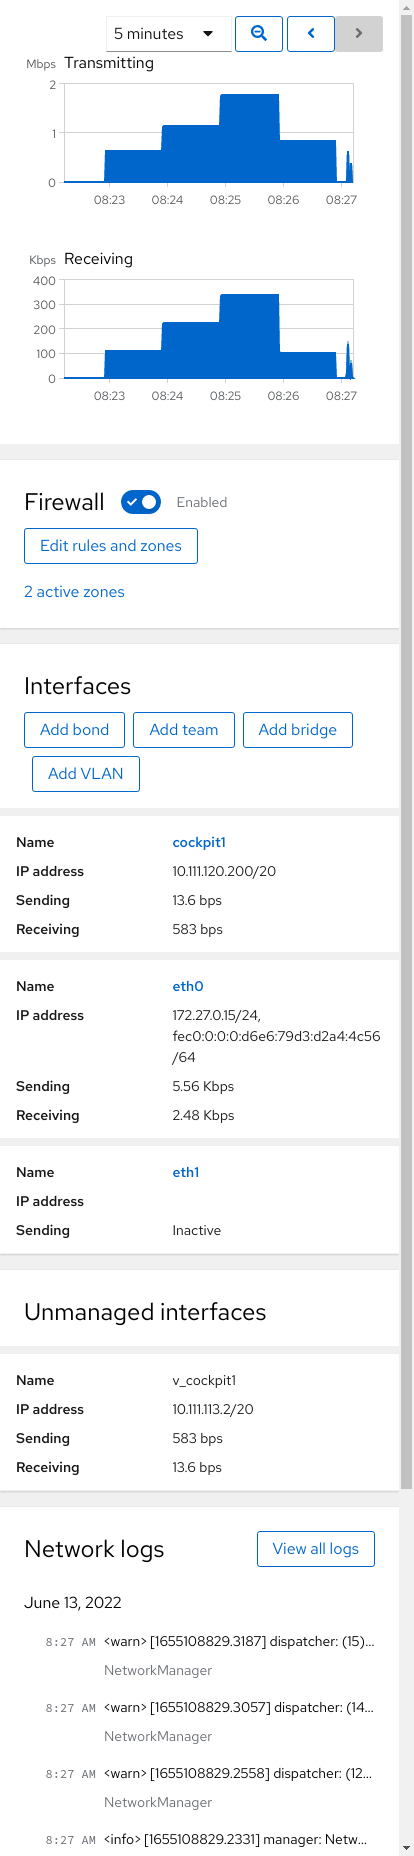 5 minutes
Mbps Transmitting
2
1
0
08:23 08:24 08:25 08:26 08:27
Kbps Receiving
400
300
200
100
0
08:23 08:24 08:25 08:26 08:27
Firewall Enabled
Edit rules and zones
2 active zones
Interfaces
Add bond Add team Add bridge
Add VLAN
Name cockpit1
IP address 10.111.120.200/20
Sending 13.6 bps
Receiving 583 bps
Name eth0
IP address 172.27.0.15/24,
fec0:0:0:0:d6e6:79d3:d2a4:4c56
/64
Sending 5.56 Kbps
Receiving 2.48 Kbps
Name eth1
IP address
Sending Inactive
Unmanaged interfaces
Name v_cockpit1
IP address 10.111.113.2/20
Sending 583 bps
Receiving 13.6 bps
Network logs View all logs
June 13, 2022
8:27 AM <warn> [1655108829.3187] dispatcher: (15)...
NetworkManager
8:27 AM <warn> [1655108829.3057] dispatcher: (14...
NetworkManager
8:27 AM <warn> [1655108829.2558] dispatcher: (12...
NetworkManager
8:27 AM <info> [1655108829.2331] manager: Netw...